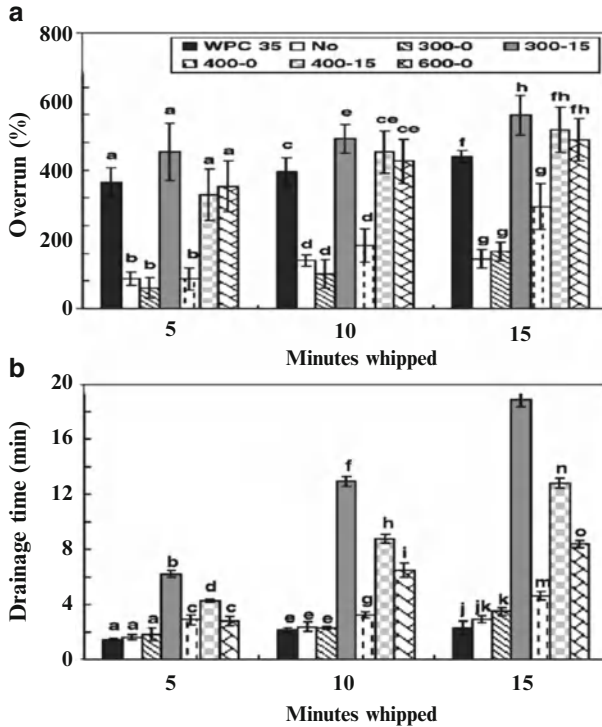 a
800
600
400
200
0
Overrun (%)
WPC 35 No 300-0 300-15
400-0 400-15 600-0
a b b a b a a
c d d e d ce ce
f g g h g fh fh
5 10 15
Minutes whipped
b
20
16
12
8
4
0
Drainage time (min)
a a a b c d c
e e e f g h i
j jk k m n o
5 10 15
Minutes whipped